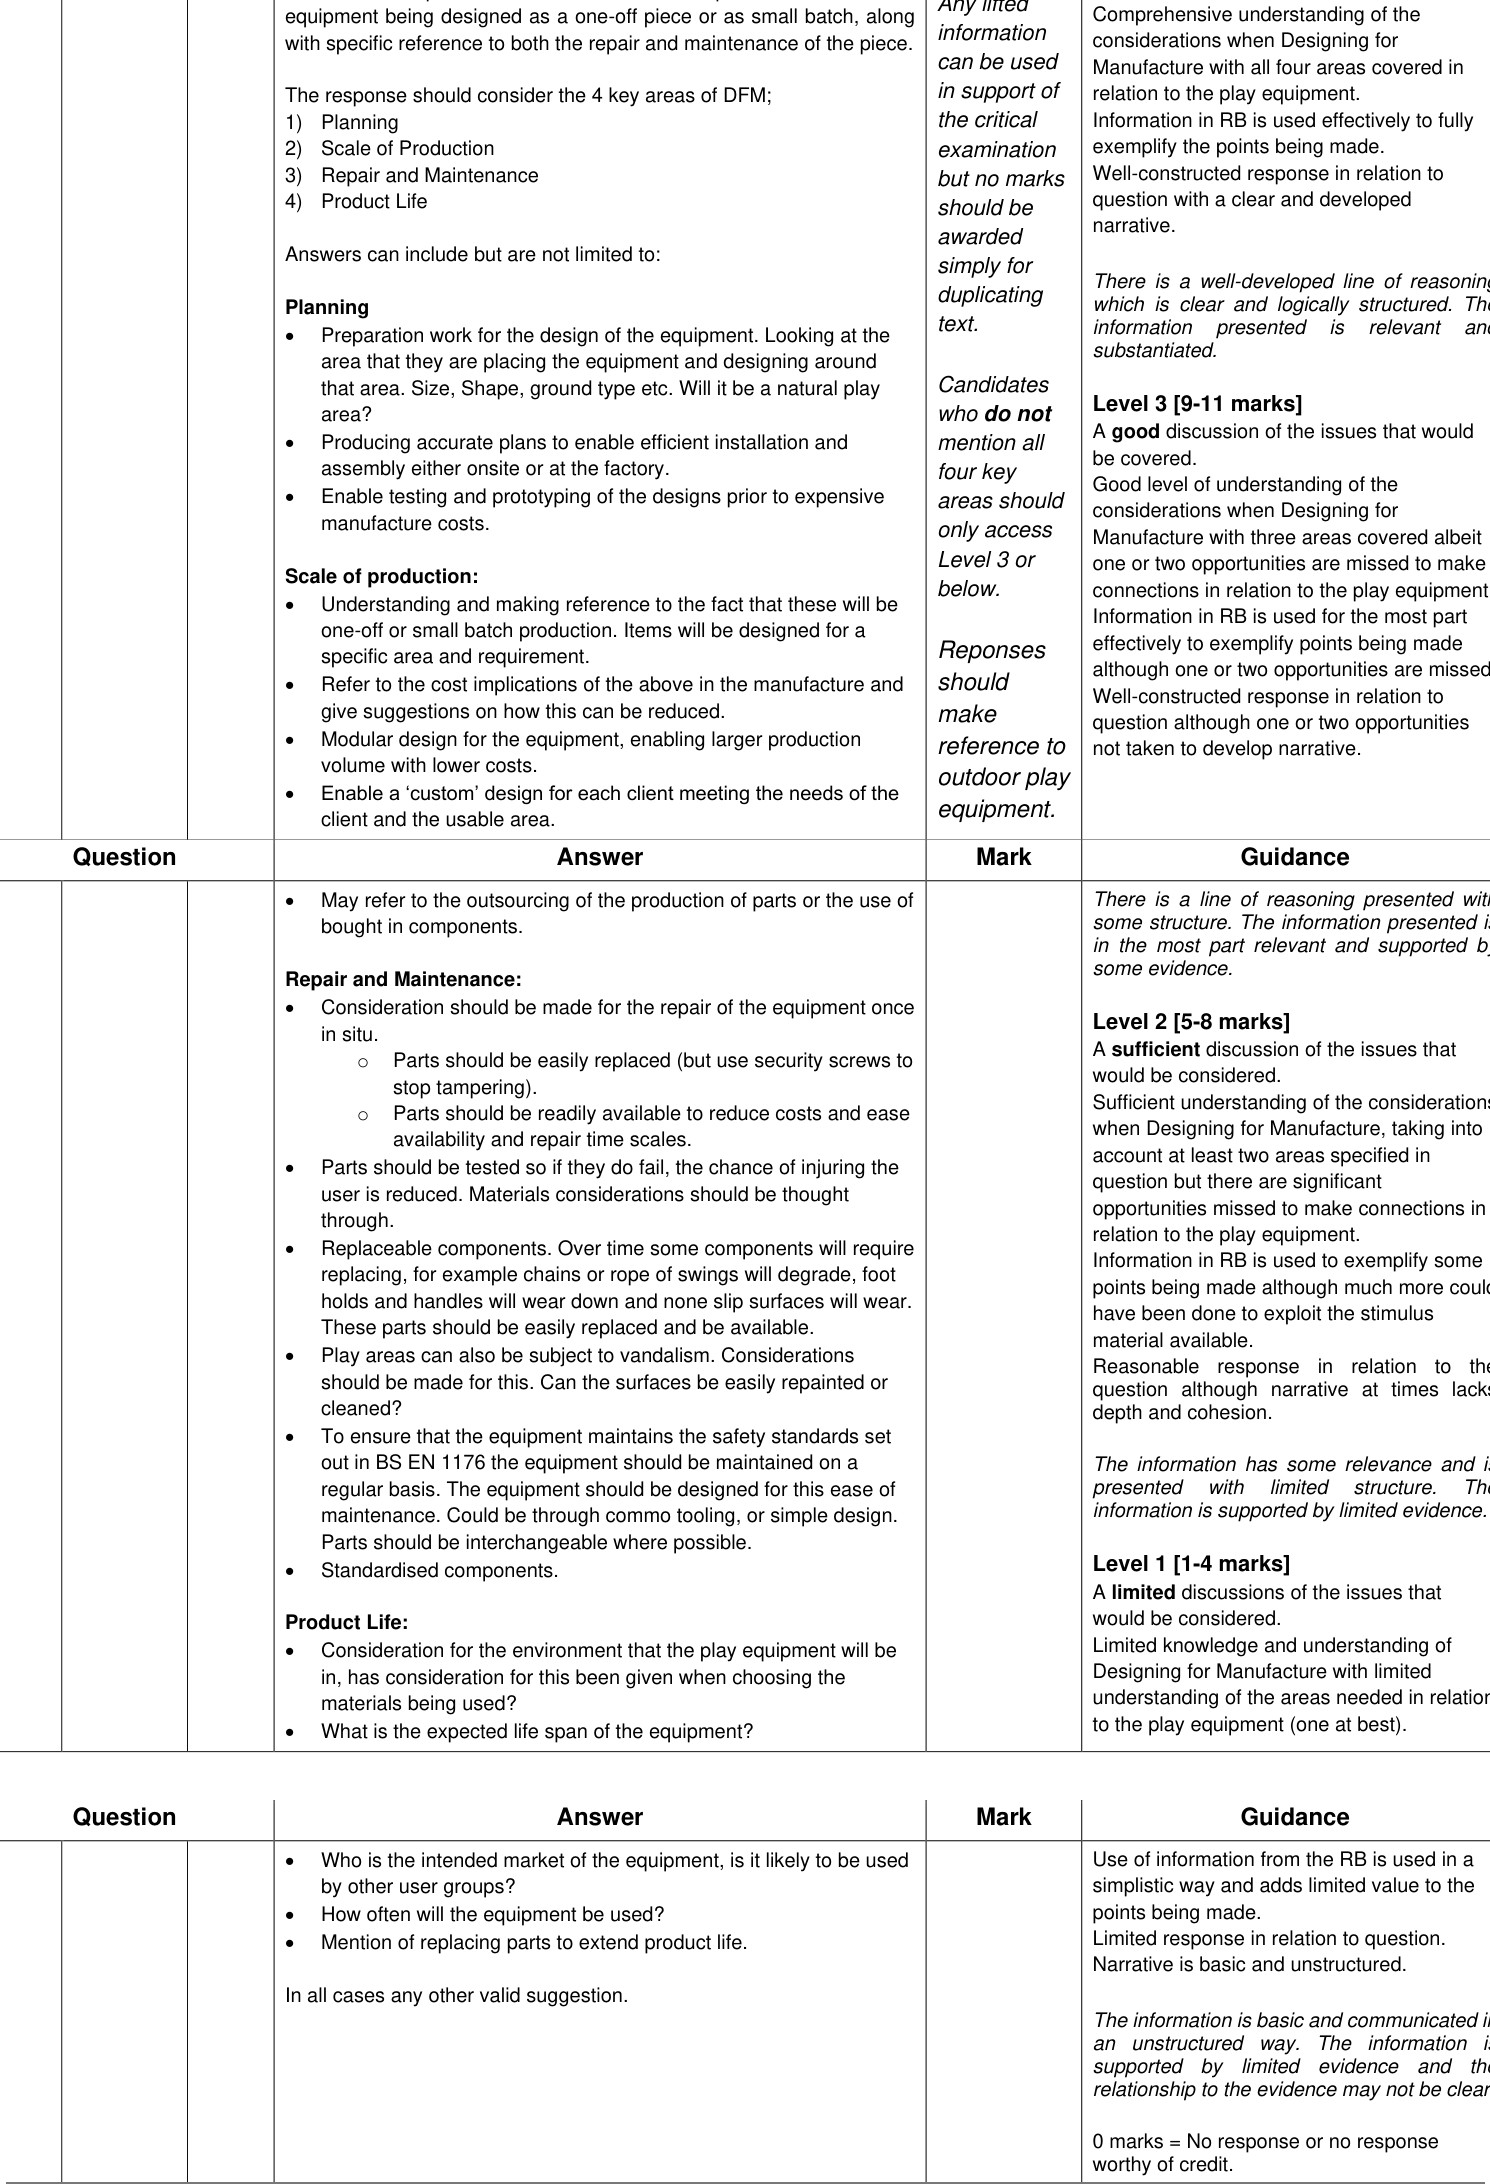 equipment being designed as a one-off piece or as small batch, along
with specific reference to both the repair and maintenance of the piece.
The response should consider the 4 key areas of DFM;
1) Planning
2) Scale of Production
3) Repair and Maintenance
4) Product Life
Answers can include but are not limited to:
Planning
• Preparation work for the design of the equipment. Looking at the
area that they are placing the equipment and designing around
that area. Size, Shape, ground type etc. Will it be a natural play
area?
• Producing accurate plans to enable efficient installation and
assembly either onsite or at the factory.
• Enable testing and prototyping of the designs prior to expensive
manufacture costs.
Scale of production:
• Understanding and making reference to the fact that these will be
one-off or small batch production. Items will be designed for a
specific area and requirement.
• Refer to the cost implications of the above in the manufacture and
give suggestions on how this can be reduced.
• Modular design for the equipment, enabling larger production
volume with lower costs.
• Enable a ‘custom’ design for each client meeting the needs of the
client and the usable area.
Any lifted
information
can be used
in support of
the critical
examination
but no marks
should be
awarded
simply for
duplicating
text.
Candidates
who do not
mention all
four key
areas should
only access
Level 3 or
below.
Reponses
should
make
reference to
outdoor play
equipment.
Comprehensive understanding of the
considerations when Designing for
Manufacture with all four areas covered in
relation to the play equipment.
Information in RB is used effectively to fully
exemplify the points being made.
Well-constructed response in relation to
question with a clear and developed
narrative.
There is a well-developed line of reasoning
which is clear and logically structured. The
information presented is relevant and
substantiated.
Level 3 [9-11 marks]
A good discussion of the issues that would
be covered.
Good level of understanding of the
considerations when Designing for
Manufacture with three areas covered albeit
one or two opportunities are missed to make
connections in relation to the play equipment
Information in RB is used for the most part
effectively to exemplify points being made
although one or two opportunities are missed
Well-constructed response in relation to
question although one or two opportunities
not taken to develop narrative.
Question Answer Mark Guidance
• May refer to the outsourcing of the production of parts or the use of
bought in components.
Repair and Maintenance:
• Consideration should be made for the repair of the equipment once
in situ.
o Parts should be easily replaced (but use security screws to
stop tampering).
o Parts should be readily available to reduce costs and ease
availability and repair time scales.
• Parts should be tested so if they do fail, the chance of injuring the
user is reduced. Materials considerations should be thought
through.
• Replaceable components. Over time some components will require
replacing, for example chains or rope of swings will degrade, foot
holds and handles will wear down and none slip surfaces will wear.
These parts should be easily replaced and be available.
• Play areas can also be subject to vandalism. Considerations
should be made for this. Can the surfaces be easily repainted or
cleaned?
• To ensure that the equipment maintains the safety standards set
out in BS EN 1176 the equipment should be maintained on a
regular basis. The equipment should be designed for this ease of
maintenance. Could be through commo tooling, or simple design.
Parts should be interchangeable where possible.
• Standardised components.
Product Life:
• Consideration for the environment that the play equipment will be
in, has consideration for this been given when choosing the
materials being used?
• What is the expected life span of the equipment?
There is a line of reasoning presented with
some structure. The information presented is
in the most part relevant and supported by
some evidence.
Level 2 [5-8 marks]
A sufficient discussion of the issues that
would be considered.
Sufficient understanding of the considerations
when Designing for Manufacture, taking into
account at least two areas specified in
question but there are significant
opportunities missed to make connections in
relation to the play equipment.
Information in RB is used to exemplify some
points being made although much more could
have been done to exploit the stimulus
material available.
Reasonable response in relation to the
question although narrative at times lacks
depth and cohesion.
The information has some relevance and is
presented with limited structure. The
information is supported by limited evidence.
Level 1 [1-4 marks]
A limited discussions of the issues that
would be considered.
Limited knowledge and understanding of
Designing for Manufacture with limited
understanding of the areas needed in relation
to the play equipment (one at best).
Question Answer Mark Guidance
• Who is the intended market of the equipment, is it likely to be used
by other user groups?
• How often will the equipment be used?
• Mention of replacing parts to extend product life.
In all cases any other valid suggestion.
Use of information from the RB is used in a
simplistic way and adds limited value to the
points being made.
Limited response in relation to question.
Narrative is basic and unstructured.
The information is basic and communicated in
an unstructured way. The information is
supported by limited evidence and the
relationship to the evidence may not be clear
0 marks = No response or no response
worthy of credit.